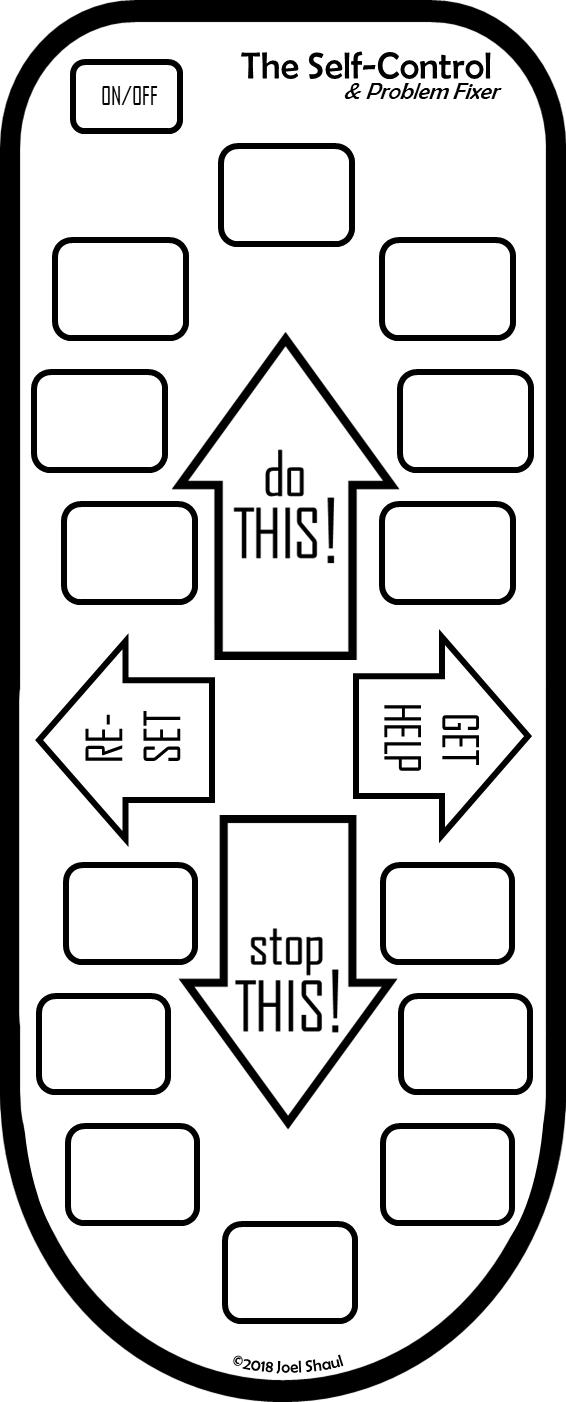 The Self-Control
& Problem Fixer
ON/OFF
do
THIS!
RE-
SET
GET
HELP
stop
THIS!
©2018 Joel Shaul